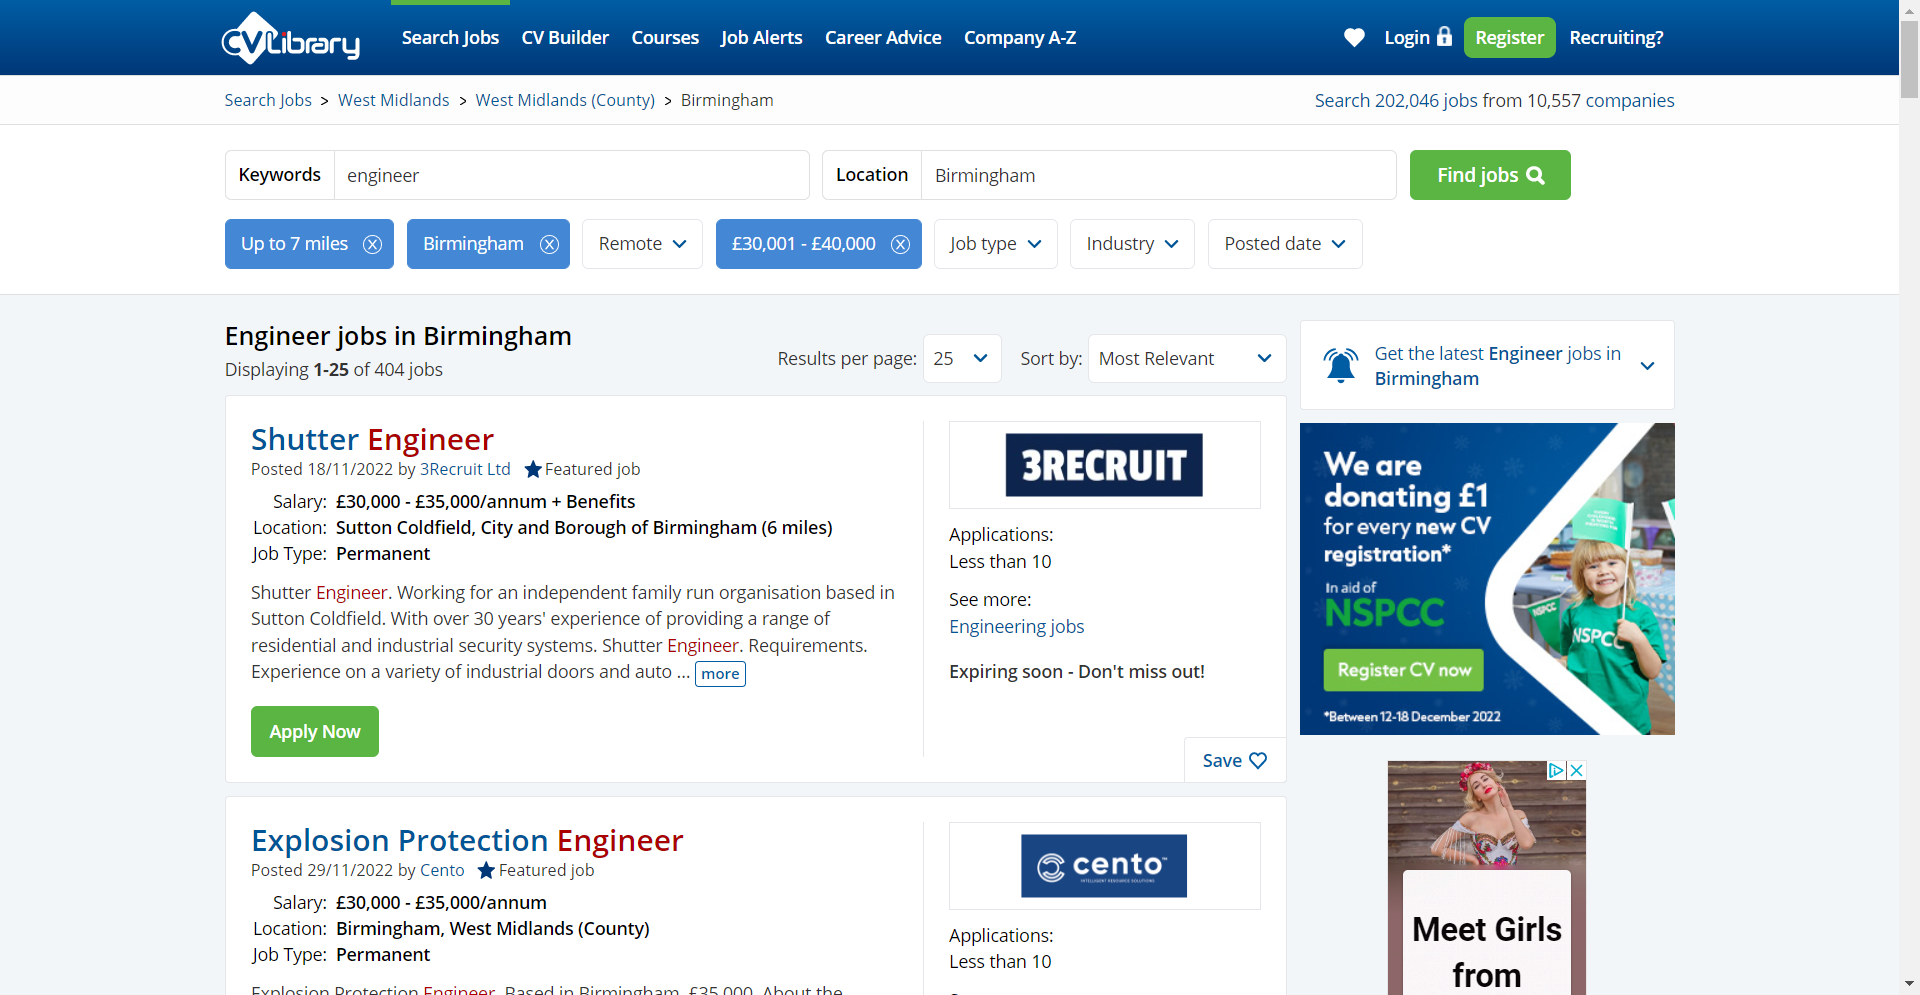 CVLibrary
Search Jobs
CV Builder
Courses
Job Alerts
Career Advice
Company A-Z
Login
Register
Recruiting?
Search Jobs > West Midlands > West Midlands (County) > Birmingham
Search 202,046 jobs from 10,557 companies
Keywords engineer
Location Birmingham
Find jobs
Up to 7 miles
Birmingham
Remote
£30,001 - £40,000
Job type
Industry
Posted date
Engineer jobs in Birmingham
Displaying 1-25 of 404 jobs
Results per page: 25
Sort by: Most Relevant
Shutter Engineer
Posted 18/11/2022 by 3Recruit Ltd Featured job
Salary: £30,000 - £35,000/annum + Benefits
Location: Sutton Coldfield, City and Borough of Birmingham (6 miles)
Job Type: Permanent
Shutter Engineer. Working for an independent family run organisation based in
Sutton Coldfield. With over 30 years' experience of providing a range of
residential and industrial security systems. Shutter Engineer. Requirements.
Experience on a variety of industrial doors and auto ... more
Apply Now
3RECRUIT
Applications:
Less than 10
See more:
Engineering jobs
Expiring soon - Don't miss out!
Save
Explosion Protection Engineer
Posted 29/11/2022 by Cento Featured job
Salary: £30,000 - £35,000/annum
Location: Birmingham, West Midlands (County)
Job Type: Permanent
Explosion Protection Engineer. Based in Birmingham. £35,000. About the
cento
INTELLIGENT RESOURCE SOLUTIONS
Applications:
Less than 10
Get the latest Engineer jobs in
Birmingham
We are
donating £1
for every new CV
registration*
In aid of
NSPCC
Register CV now
*Between 12-18 December 2022
NSPCC
NSPCC
Meet Girls
from